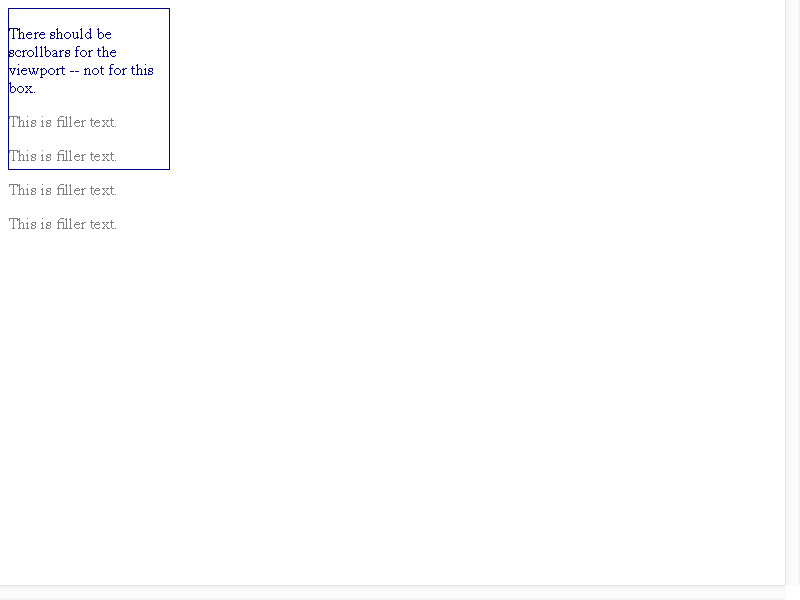 There should be
scrollbars for the
viewport -- not for this
box.
This is filler text.
This is filler text.
This is filler text.
This is filler text.